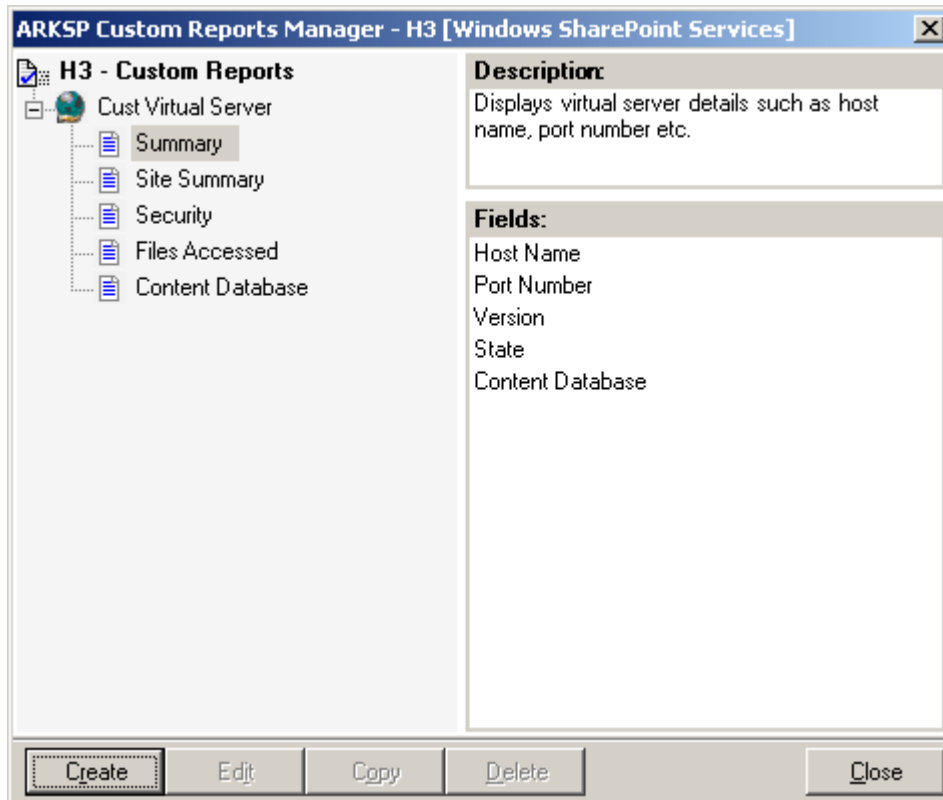 ARKSP Custom Reports Manager - H3 [Windows SharePoint Services]
H3 - Custom Reports
Cust Virtual Server
Summary
Site Summary
Security
Files Accessed
Content Database
Description:
Displays virtual server details such as host
name, port number etc.
Fields:
Host Name
Port Number
Version
State
Content Database
Create
Edit
Copy
Delete
Close